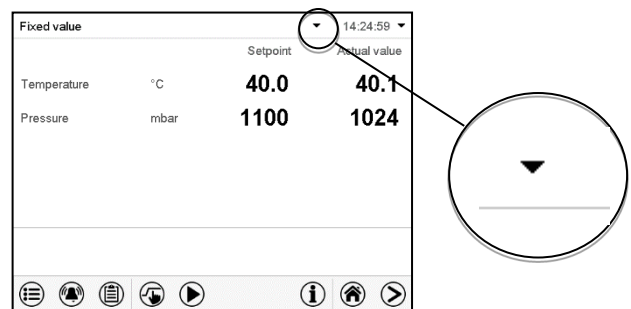 Fixed value 14:24:59
Setpoint Actual value
Temperature °C 40.0 40.1
Pressure mbar 1100 1024